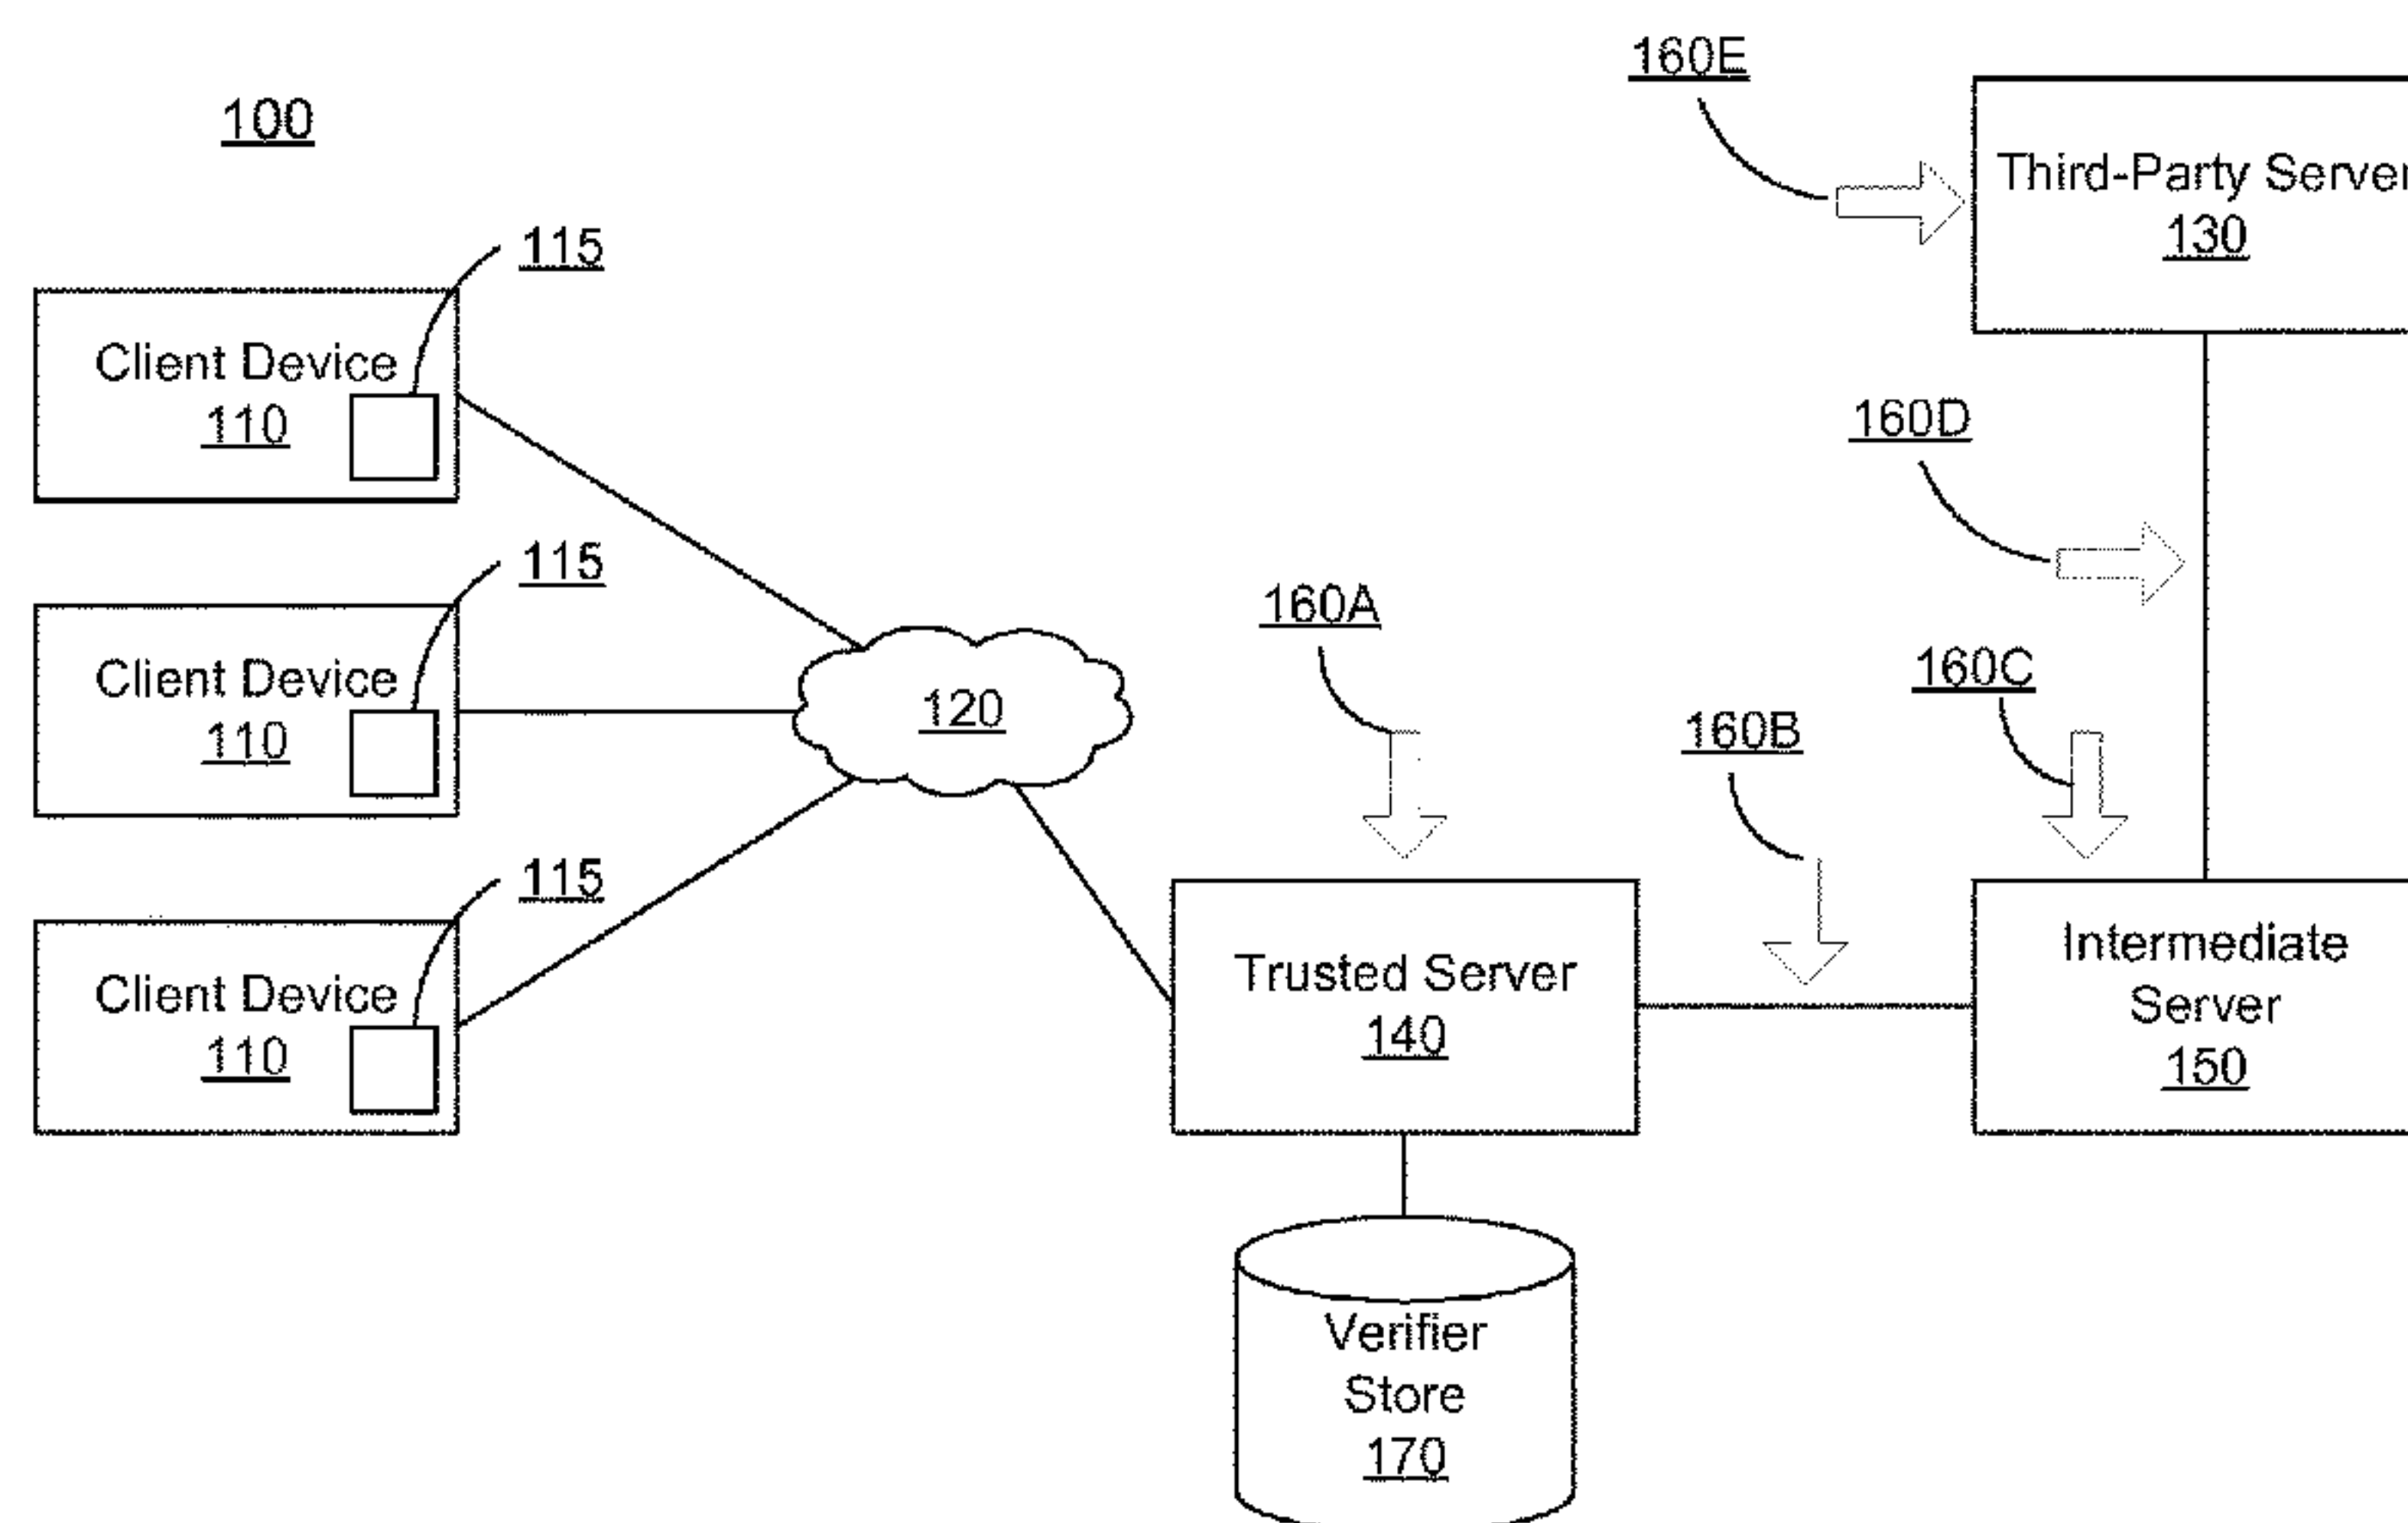 160E
100
Third-Party Server
130
115
Client Device
110
160D
115
160A
Client Device
110
160C
120
160B
115
Client Device
110
Trusted Server
140
Intermediate
Server
150
Verifier
Store
170